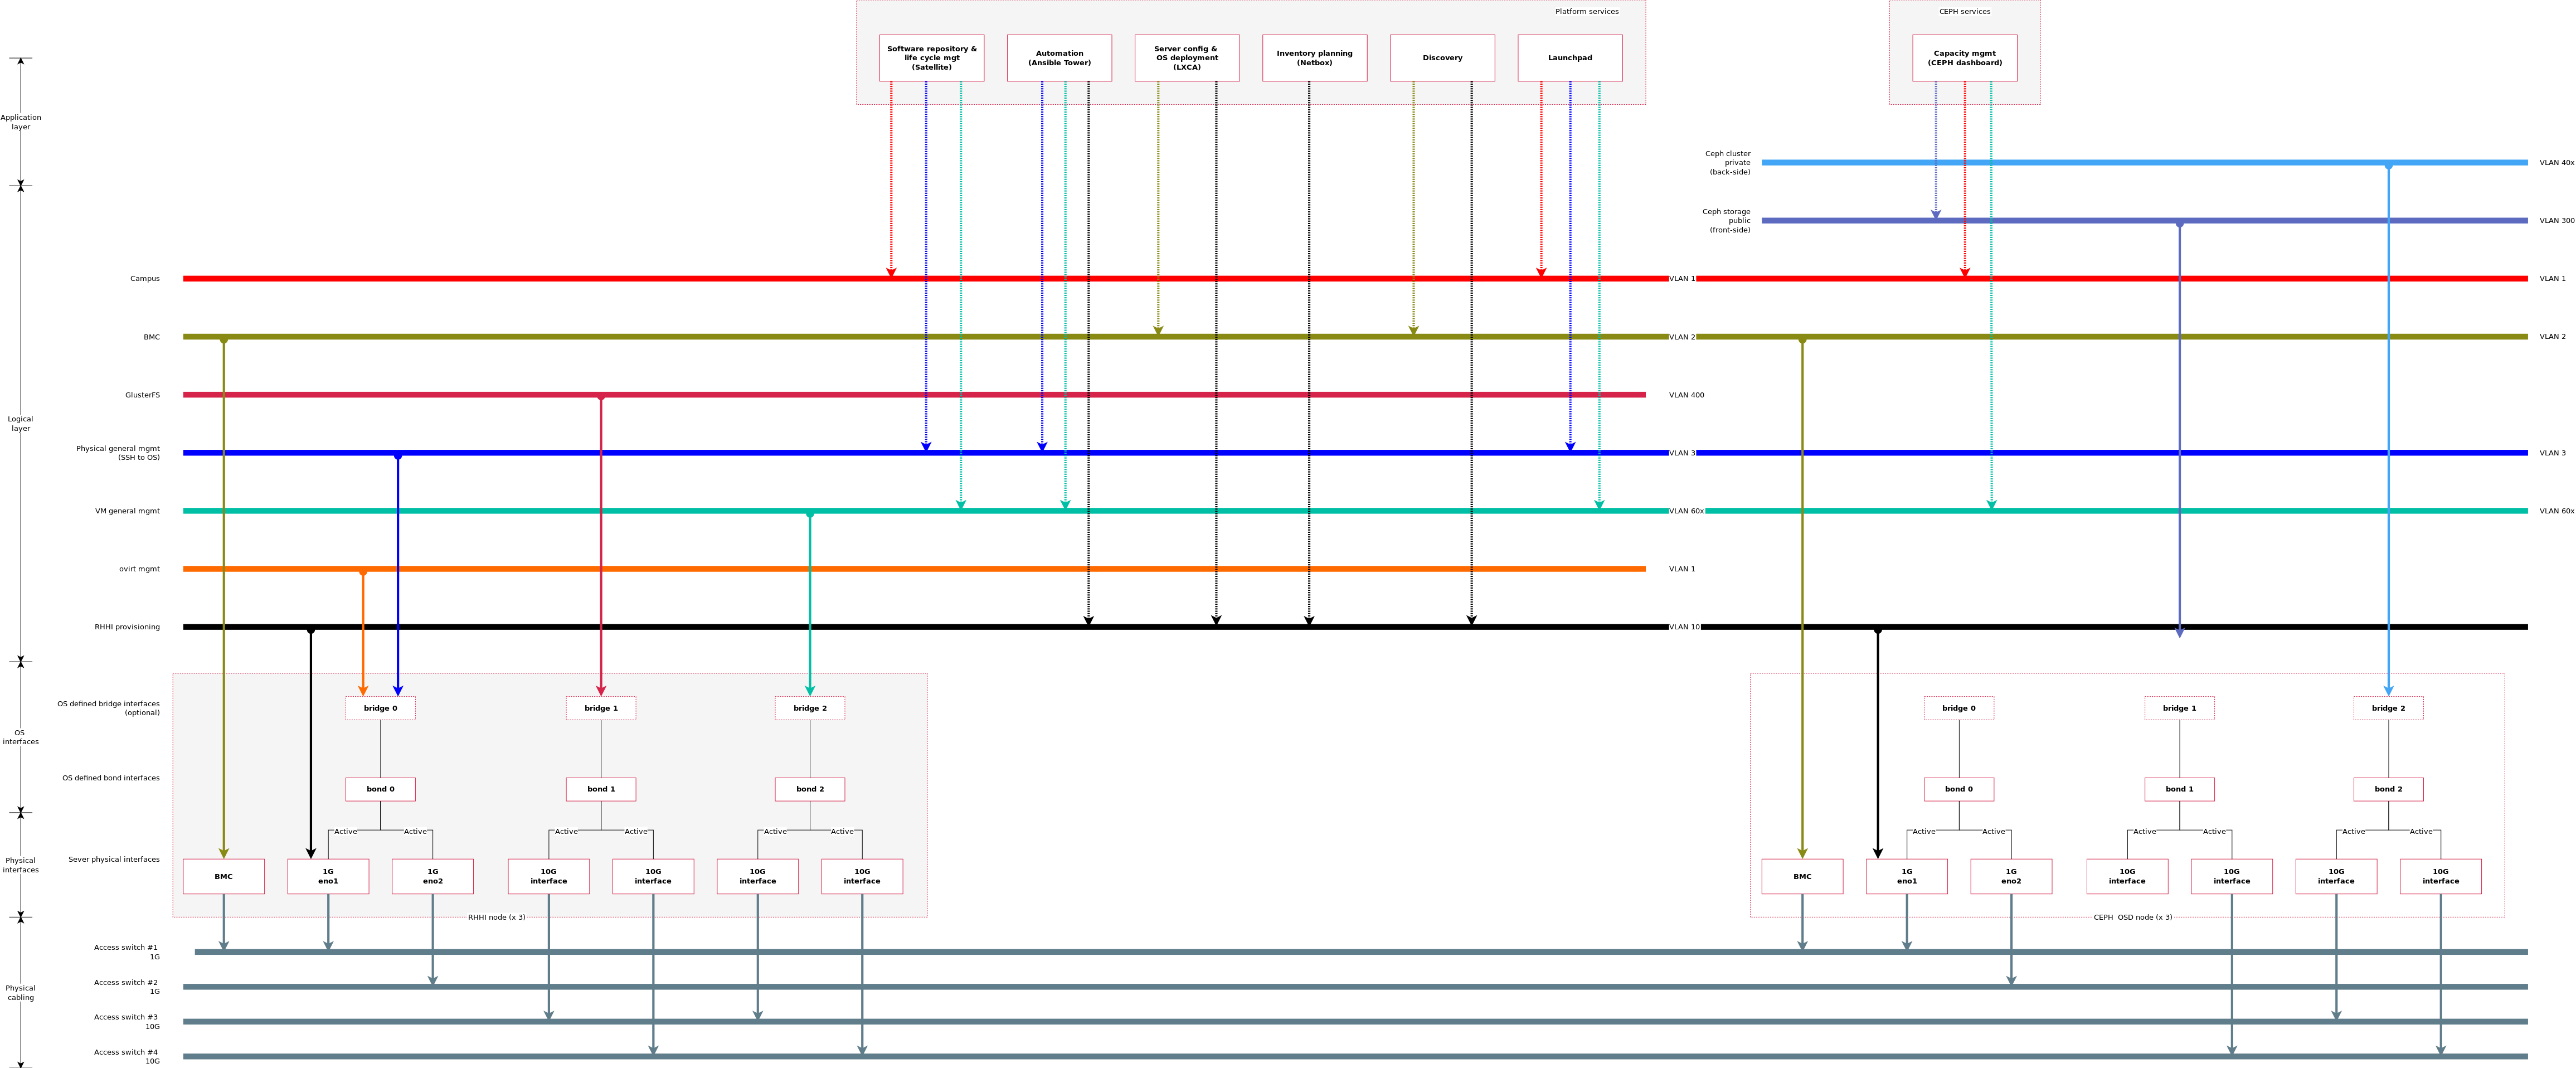 Platform services
CEPH services
Software repository &
life cycle mgt
(Satellite)
Automation
(Ansible Tower)
Server config &
OS deployment
(LXCA)
Inventory planning
(Netbox)
Discovery
Launchpad
Capacity mgmt
(CEPH dashboard)
Application
layer
Ceph cluster
private
(back-side)
VLAN 40x
Ceph storage
public
(front-side)
VLAN 300
Campus
VLAN 1
VLAN 1
BMC
VLAN 2
VLAN 2
GlusterFS
VLAN 400
Logical
layer
Physical general mgmt
(SSH to OS)
VLAN 3
VLAN 3
VM general mgmt
VLAN 60x
VLAN 60x
ovirt mgmt
VLAN 1
RHHI provisioning
VLAN 10
OS defined bridge interfaces
(optional)
bridge 0
bridge 1
bridge 2
bridge 0
bridge 1
bridge 2
OS
interfaces
OS defined bond interfaces
bond 0
bond 1
bond 2
bond 0
bond 1
bond 2
Active
Active
Active
Active
Active
Active
Active
Active
Active
Active
Active
Active
Physical
interfaces
Sever physical interfaces
BMC
1G
eno1
1G
eno2
10G
interface
10G
interface
10G
interface
10G
interface
BMC
1G
eno1
1G
eno2
10G
interface
10G
interface
10G
interface
10G
interface
RHHI node (x 3)
CEPH OSD node (x 3)
Access switch #1
1G
Access switch #2
1G
Physical
cabling
Access switch #3
10G
Access switch #4
10G